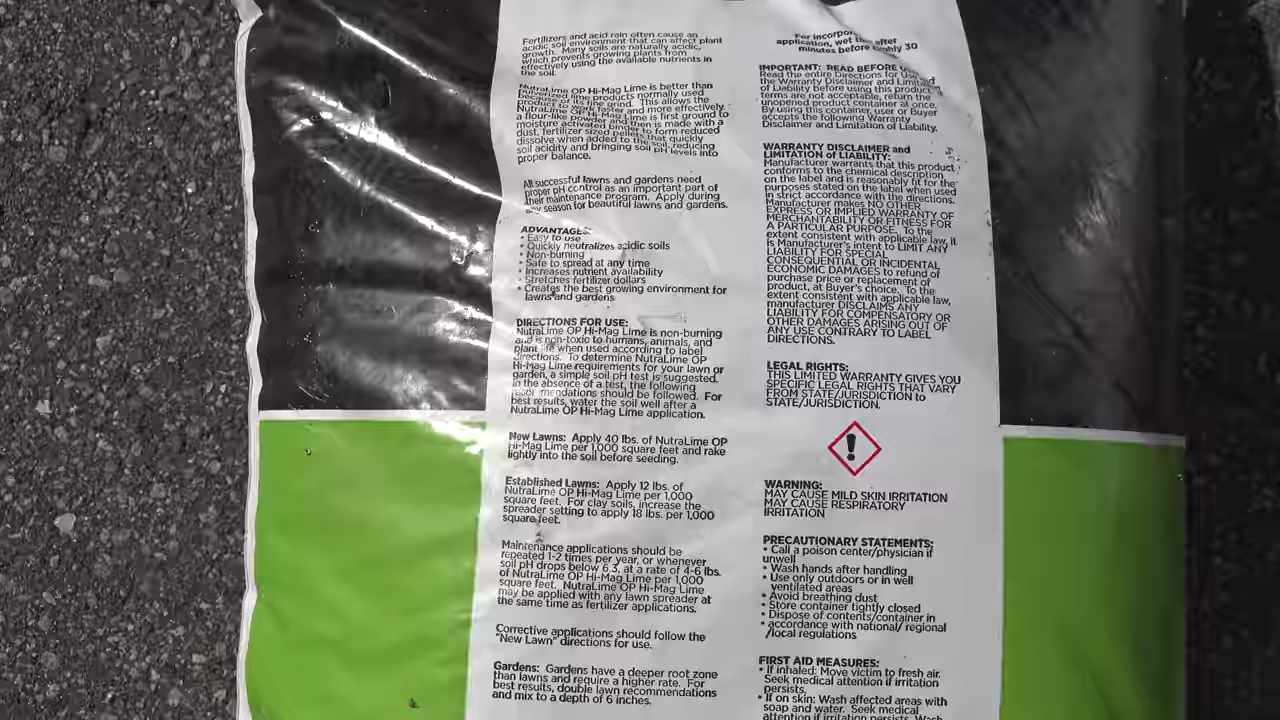 Fertilizers and acid rain often cause an
acidic soil environment that can affect plant
growth. Many soils are naturally acidic,
which prevents growing plants from
effectively using the available nutrients in
the soil.
NutraLime OP Hi-Mag Lime is better than
pulverized lime products normally used
because of its fine grind. This allows the
product to work faster and more effectively.
NutraLime OP Hi-Mag Lime is first ground to
a flour-like powder and then is made with a
moisture activated binder to form reduced
dust, fertilizer sized pellets that quickly
dissolve when added to the soil, reducing
soil acidity and bringing soil pH levels into
proper balance.
All successful lawns and gardens need
proper pH control as an important part of
their maintenance program. Apply during
any season for beautiful lawns and gardens.
ADVANTAGES:
• Easy to use
• Quickly neutralizes acidic soils
• Non-burning
• Safe to spread at any time
• Increases nutrient availability
• Stretches fertilizer dollars
• Creates the best growing environment for
lawns and gardens
DIRECTIONS FOR USE:
NutraLime OP Hi-Mag Lime is non-burning
and is non-toxic to humans, animals, and
plant life when used according to label
directions. To determine NutraLime OP
Hi-Mag Lime requirements for your lawn or
garden, a simple soil pH test is suggested.
In the absence of a test, the following
recommendations should be followed. For
best results, water the soil well after a
NutraLime OP Hi-Mag Lime application.
New Lawns: Apply 40 lbs. of NutraLime OP
Hi-Mag Lime per 1,000 square feet and rake
lightly into the soil before seeding.
Established Lawns: Apply 12 lbs. of
NutraLime OP Hi-Mag Lime per 1,000
square feet. For clay soils, increase the
spreader setting to apply 18 lbs. per 1,000
square feet.
Maintenance applications should be
repeated 1-2 times per year, or whenever
soil pH drops below 6.3, at a rate of 4-6 lbs.
of NutraLime OP Hi-Mag Lime per 1,000
square feet. NutraLime OP Hi-Mag Lime
may be applied with any lawn spreader at
the same time as fertilizer applications.
Corrective applications should follow the
"New Lawn" directions for use.
Gardens: Gardens have a deeper root zone
than lawns and require a higher rate. For
best results, double lawn recommendations
and mix to a depth of 6 inches.
For
application, wet after
minutes before 30
IMPORTANT: READ BEFORE
Read the entire Directions for Use,
the Warranty Disclaimer and Limited
of Liability before using this product
terms are not acceptable, return the
unopened product container at once.
By using this container, user or Buyer
accepts the following Warranty
Disclaimer and Limitation of Liability.
WARRANTY DISCLAIMER and
LIMITATION of LIABILITY:
Manufacturer warrants that this product
conforms to the chemical description
on the label and is reasonably fit for the
purposes stated on the label when used
in strict accordance with the directions.
Manufacturer makes NO OTHER
EXPRESS OR IMPLIED WARRANTY OF
MERCHANTABILITY OR FITNESS FOR
A PARTICULAR PURPOSE. To the
extent consistent with applicable law, it
is Manufacturer's intent to LIMIT ANY
LIABILITY FOR SPECIAL
CONSEQUENTIAL OR INCIDENTAL
ECONOMIC DAMAGES to refund of
purchase price or replacement of
product, at Buyer's choice. To the
extent consistent with applicable law,
manufacturer DISCLAIMS ANY
LIABILITY FOR COMPENSATORY OR
OTHER DAMAGES ARISING OUT OF
ANY USE CONTRARY TO LABEL
DIRECTIONS.
LEGAL RIGHTS:
THIS LIMITED WARRANTY GIVES YOU
SPECIFIC LEGAL RIGHTS THAT VARY
FROM STATE/JURISDICTION to
STATE/JURISDICTION.
WARNING:
MAY CAUSE MILD SKIN IRRITATION
MAY CAUSE RESPIRATORY
IRRITATION
PRECAUTIONARY STATEMENTS:
• Call a poison center/physician if
unwell
• Wash hands after handling
• Use only outdoors or in well
ventilated areas
• Avoid breathing dust
• Store container tightly closed
• Dispose of contents/container in
• accordance with national/ regional
/local regulations
FIRST AID MEASURES:
• If inhaled: Move victim to fresh air.
Seek medical attention if irritation
persists.
• If on skin: Wash affected areas with
soap and water. Seek medical
attention if irritation persists. Wash